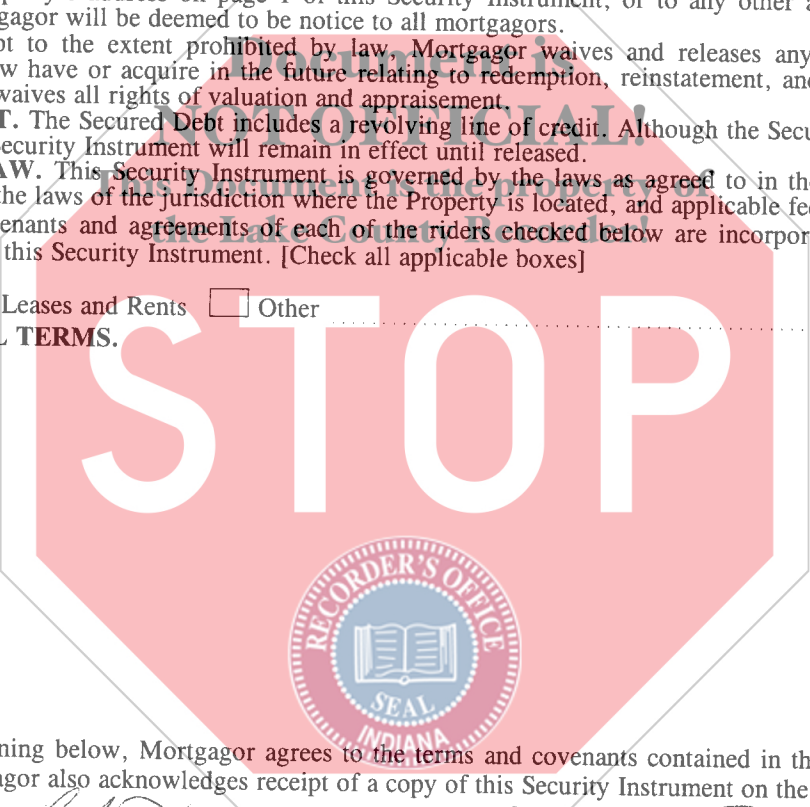 gagor will be deemed to be notice to all mortgagors.
pt to the extent prohibited by law, Mortgagor waives and releases any
w have or acquire in the future relating to redemption, reinstatement, and
waives all rights of valuation and appraisement.
T. The Secured Debt includes a revolving line of credit. Although the Secu
ecurity Instrument will remain in effect until released.
AW. This Security Instrument is governed by the laws as agreed to in the
the laws of the jurisdiction where the Property is located, and applicable fed
enants and agreements of each of the riders checked below are incorpor
this Security Instrument. [Check all applicable boxes]
Leases and Rents Other
L TERMS.
Document is
NOT OFFICIAL!
This Document is the property of
the Lake County Recorder!
STOP
RECORDER'S OFFICE
SEAL
INDIANA
ning below, Mortgagor agrees to the terms and covenants contained in th
agor also acknowledges receipt of a copy of this Security Instrument on the